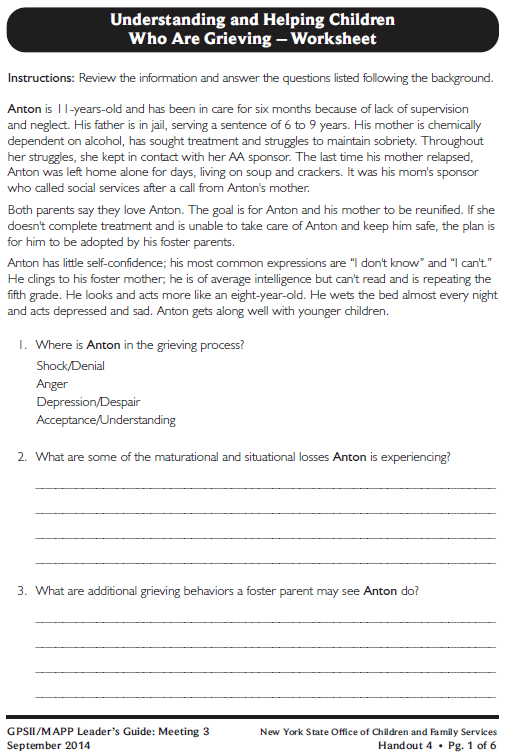 Understanding and Helping Children
Who Are Grieving – Worksheet
Instructions: Review the information and answer the questions listed following the background.
Anton is 11-years-old and has been in care for six months because of lack of supervision
and neglect. His father is in jail, serving a sentence of 6 to 9 years. His mother is chemically
dependent on alcohol, has sought treatment and struggles to maintain sobriety. Throughout
her struggles, she kept in contact with her AA sponsor. The last time his mother relapsed,
Anton was left home alone for days, living on soup and crackers. It was his mom's sponsor
who called social services after a call from Anton's mother.
Both parents say they love Anton. The goal is for Anton and his mother to be reunified. If she
doesn't complete treatment and is unable to take care of Anton and keep him safe, the plan is
for him to be adopted by his foster parents.
Anton has little self-confidence; his most common expressions are "I don't know" and "I can't."
He clings to his foster mother; he is of average intelligence but can't read and is repeating the
fifth grade. He looks and acts more like an eight-year-old. He wets the bed almost every night
and acts depressed and sad. Anton gets along well with younger children.
1. Where is Anton in the grieving process?
Shock/Denial
Anger
Depression/Despair
Acceptance/Understanding
2. What are some of the maturational and situational losses Anton is experiencing?
3. What are additional grieving behaviors a foster parent may see Anton do?
GPSII/MAPP Leader's Guide: Meeting 3
New York State Office of Children and Family Services
September 2014
Handout 4 • Pg. 1 of 6